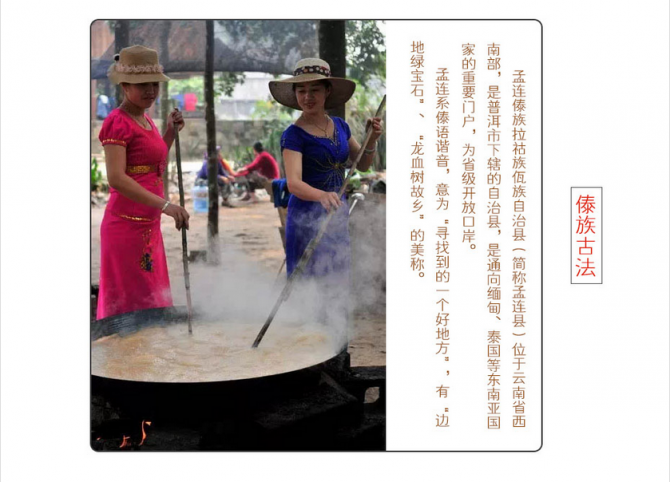 傣族古法
孟连傣族拉祜族佤族自治县（简称孟连县）位于云南省西
南部，是普洱市下辖的自治县，是通向缅甸、泰国等东南亚国
家的重要门户，为省级开放口岸。
孟连系傣语谐音，意为“寻找到的一个好地方”，有“边
地绿宝石”、“龙血树故乡”的美称。